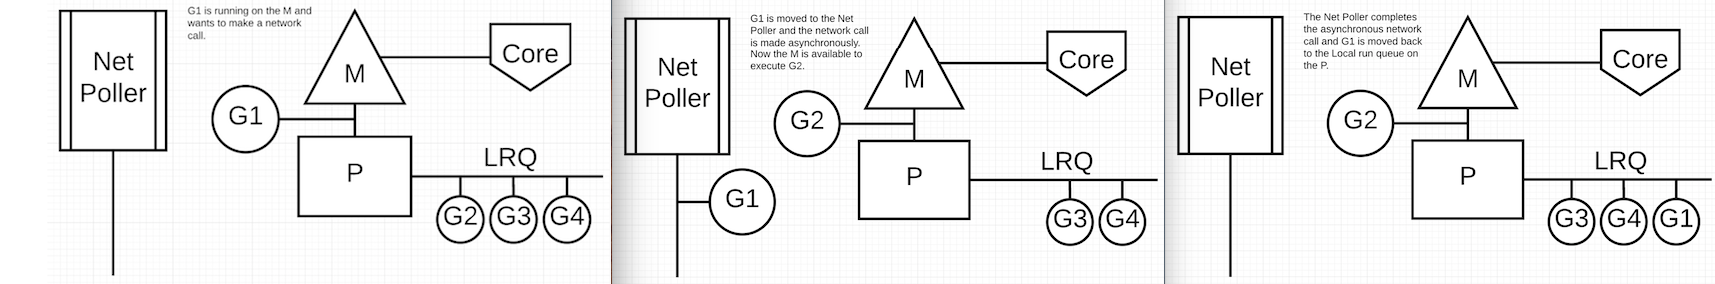 G1 is running on the M and
wants to make a network
call.
Net
Poller
M
Core
G1
P
LRQ
G2
G3
G4
G1 is moved to the Net
Poller and the network call
is made asynchronously.
Now the M is available to
execute G2.
Net
Poller
M
Core
G2
P
LRQ
G1
G3
G4
The Net Poller completes
the asynchronous network
call and G1 is moved back
to the Local run queue on
the P.
Net
Poller
M
Core
G2
P
LRQ
G3
G4
G1